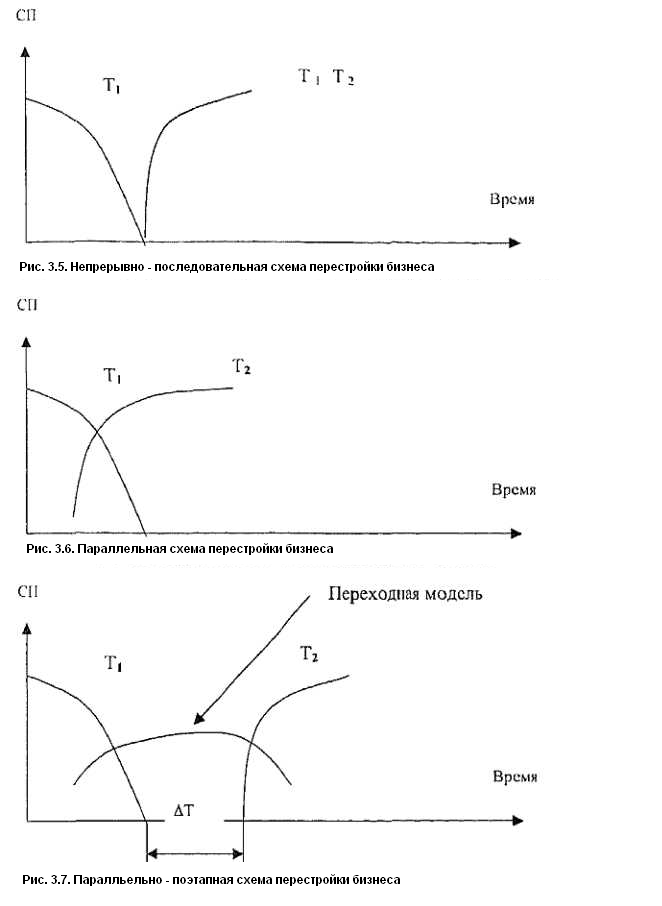 СП
T1
T1 T2
Время
Рис. 3.5. Непрерывно - последовательная схема перестройки бизнеса
СП
T1
T2
Время
Рис. 3.6. Параллельная схема перестройки бизнеса
СП
Переходная модель
T1
T2
Время
ΔT
Рис. 3.7. Паралльельно - поэтапная схема перестройки бизнеса